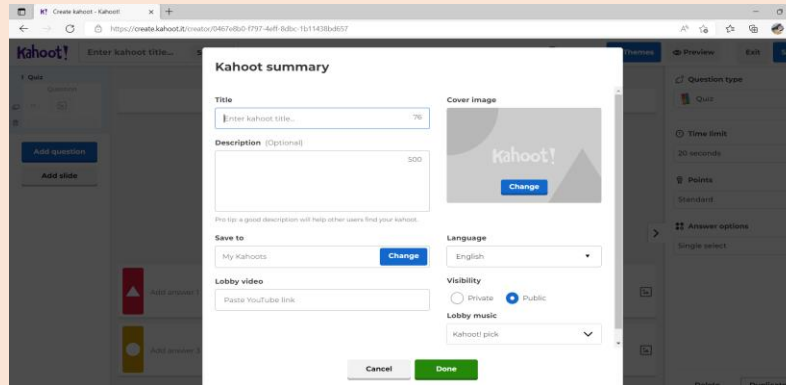 Create kahoot - Kahoot!
https://create.kahoot.it/creator/0467e8b0-f797-4eff-8dbc-1b11438bd657
Kahoot!
Enter kahoot title...
Themes
Preview
Exit
Kahoot summary
1 Quiz
Question
Add question
Add slide
Title
Enter kahoot title...
76
Description (Optional)
500
Pro tip: a good description will help other users find your kahoot.
Save to
My Kahoots
Change
Lobby video
Paste YouTube link
Cover image
Kahoot!
Change
Language
English
Visibility
Private
Public
Lobby music
Kahoot! pick
Cancel
Done
Add answer 1
Add answer 3
Question type
Quiz
Time limit
20 seconds
Points
Standard
Answer options
Single select
Delete